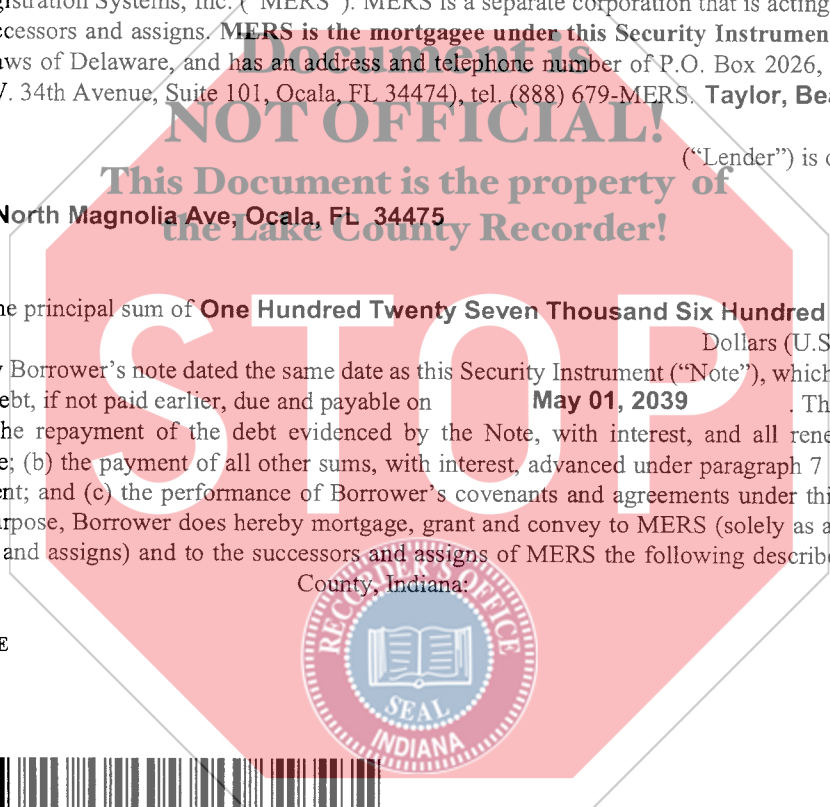 gistration Systems, Inc. ("MERS"). MERS is a separate corporation that is acting
ccessors and assigns. MERS is the mortgagee under this Security Instrumen
Document is
aws of Delaware, and has an address and telephone number of P.O. Box 2026,
. 34th Avenue, Suite 101, Ocala, FL 34474), tel. (888) 679-MERS. Taylor, Bea
NOT OFFICIAL!
("Lender") is
This Document is the property of
North Magnolia Ave, Ocala, FL 34475
the Lake County Recorder!
he principal sum of One Hundred Twenty Seven Thousand Six Hundred
Dollars (U.S
Borrower's note dated the same date as this Security Instrument ("Note"), which
ebt, if not paid earlier, due and payable on May 01, 2039 . Th
he repayment of the debt evidenced by the Note, with interest, and all rene
e; (b) the payment of all other sums, with interest, advanced under paragraph 7
ent; and (c) the performance of Borrower's covenants and agreements under thi
urpose, Borrower does hereby mortgage, grant and convey to MERS (solely as a
and assigns) and to the successors and assigns of MERS the following describe
STOP
County, Indiana:
RECORDER'S OFFICE
SEAL
INDIANA
E